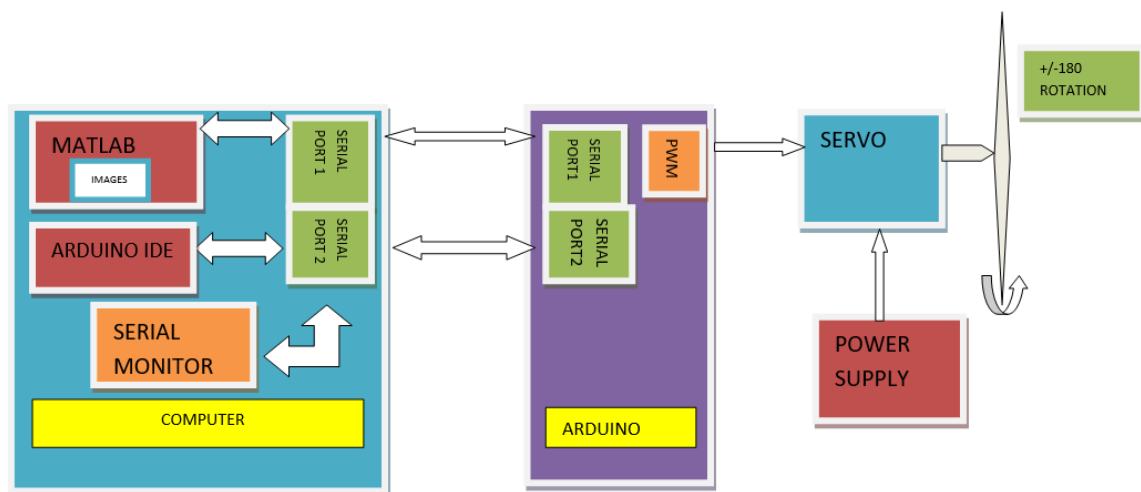 MATLAB
IMAGES
SERIAL
PORT 1
ARDUINO IDE
SERIAL
PORT 2
SERIAL
MONITOR
COMPUTER
SERIAL
PORT1
PWM
SERIAL
PORT2
ARDUINO
SERVO
POWER
SUPPLY
+/-180
ROTATION